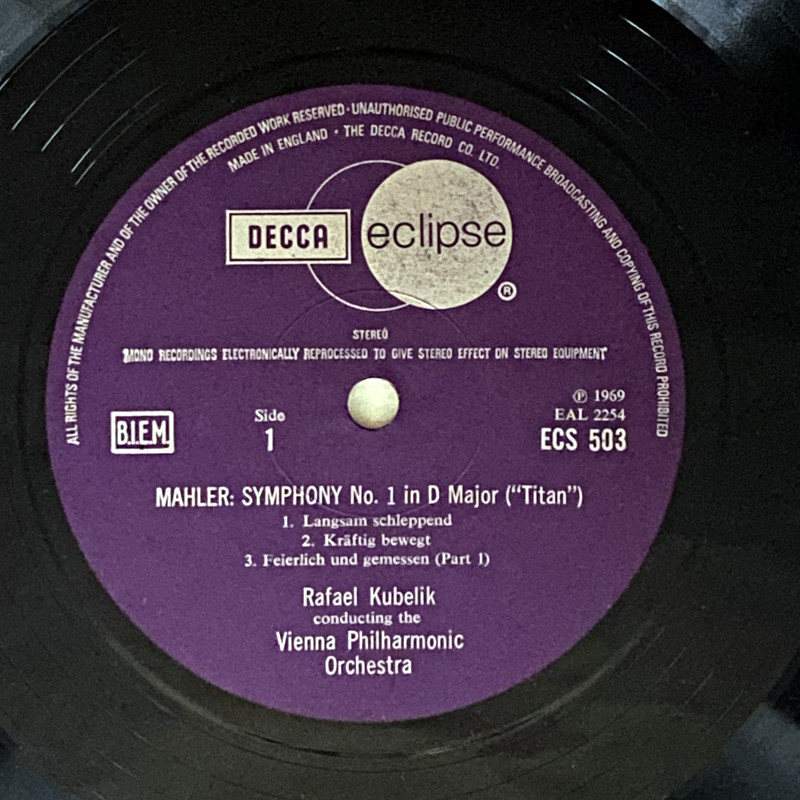 ALL RIGHTS OF THE MANUFACTURER AND OF THE OWNER OF THE RECORDED WORK RESERVED · UNAUTHORISED PUBLIC PERFORMANCE BROADCASTING AND COPYING OF THIS RECORD PROHIBITED
MADE IN ENGLAND · THE DECCA RECORD CO. LTD.
DECCA eclipse
®
STEREO
MONO RECORDINGS ELECTRONICALLY REPROCESSED TO GIVE STEREO EFFECT ON STEREO EQUIPMENT
℗ 1969
B.I.E.M. Side EAL 2254
1 ECS 503
MAHLER: SYMPHONY No. 1 in D Major ("Titan")
1. Langsam schleppend
2. Kräftig bewegt
3. Feierlich und gemessen (Part 1)
Rafael Kubelik
conducting the
Vienna Philharmonic
Orchestra